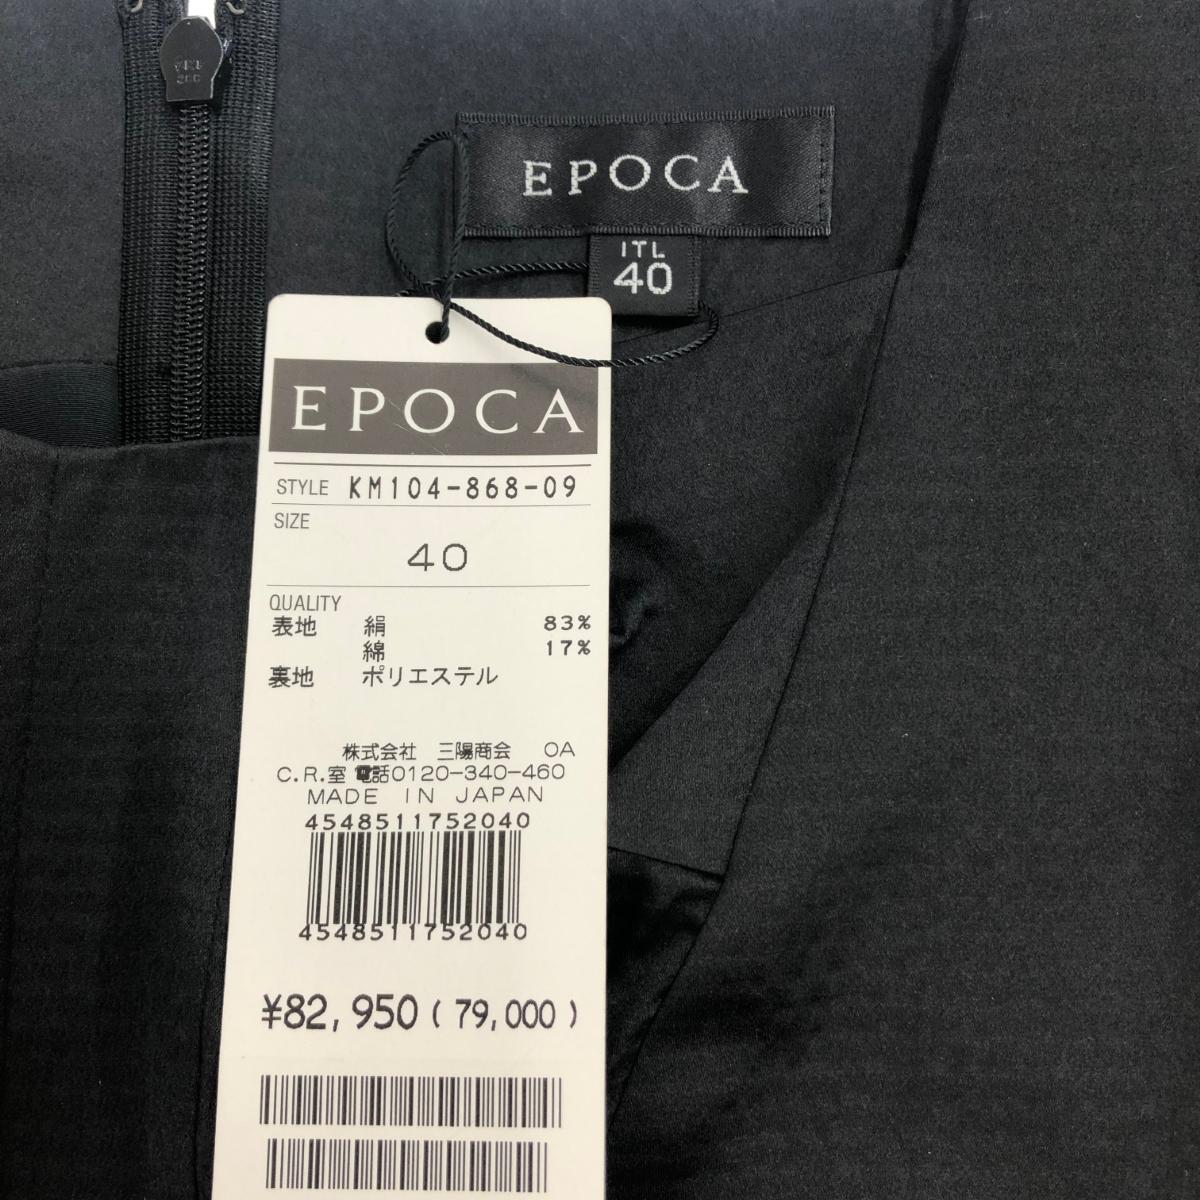 EPOCA
ITL
40
EPOCA
STYLE KM104-868-09
SIZE
40
QUALITY
表地 絹 83%
綿 17%
裏地 ポリエステル
株式会社 三陽商会 OA
C.R.室 電話0120-340-460
MADE IN JAPAN
4548511752040
4548511752040
¥82,950 (79,000)